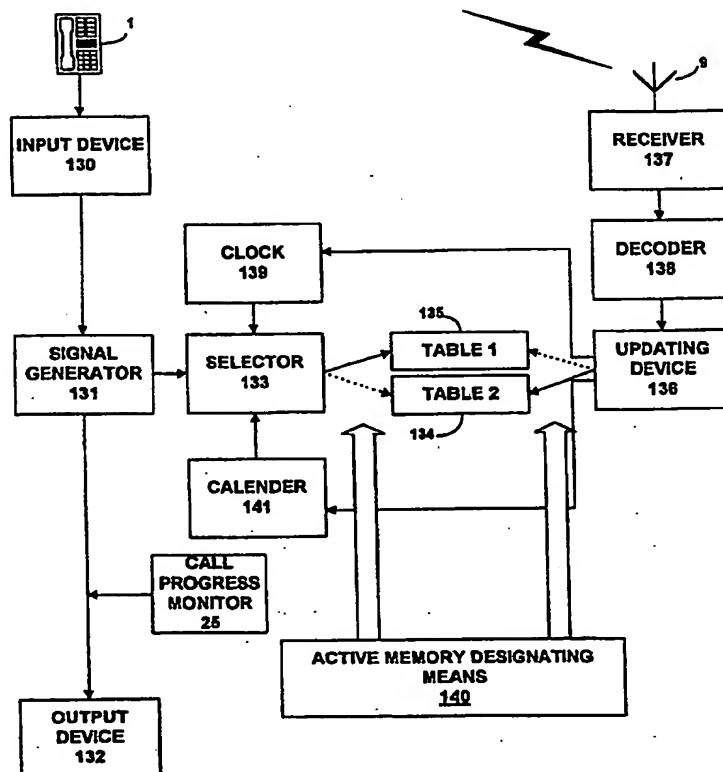 1
9
INPUT DEVICE
130
RECEIVER
137
CLOCK
139
DECODER
138
135
SIGNAL
GENERATOR
131
SELECTOR
133
TABLE 1
TABLE 2
134
UPDATING
DEVICE
136
CALENDER
141
CALL
PROGRESS
MONITOR
25
ACTIVE MEMORY DESIGNATING
MEANS
140
OUTPUT
DEVICE
132